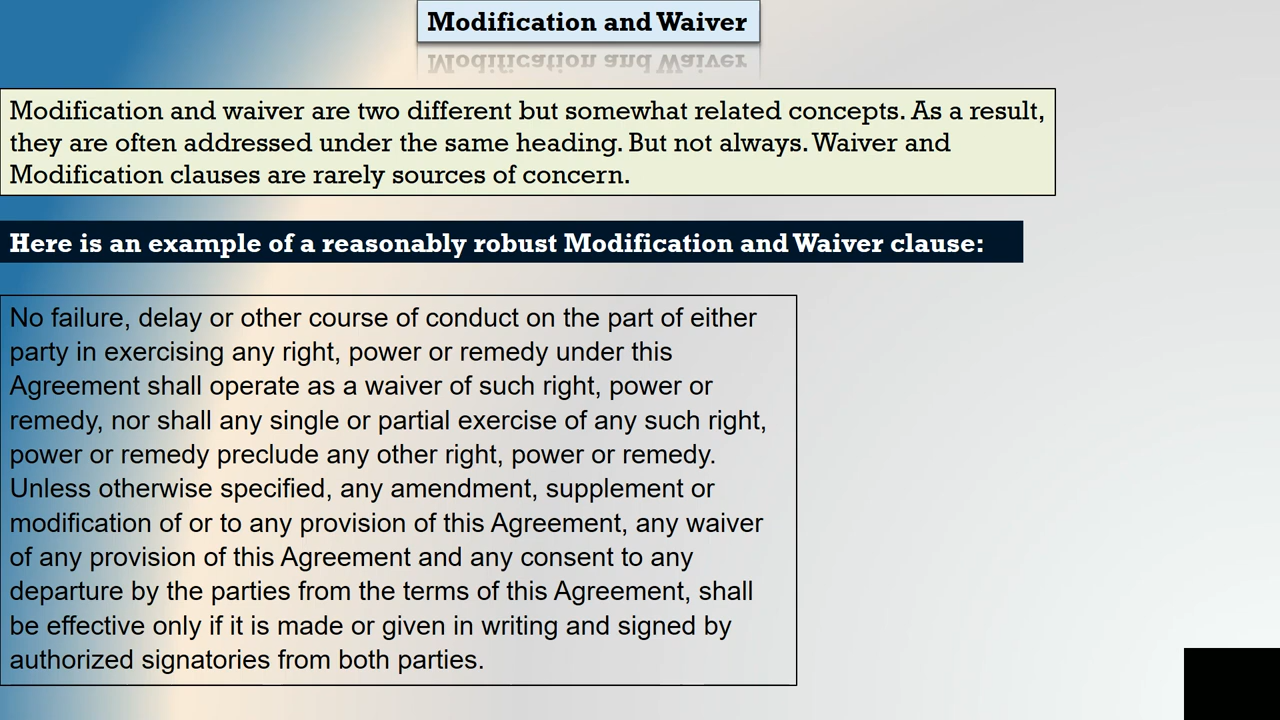 Modification and Waiver
Modification and waiver are two different but somewhat related concepts. As a result,
they are often addressed under the same heading. But not always. Waiver and
Modification clauses are rarely sources of concern.
Here is an example of a reasonably robust Modification and Waiver clause:
No failure, delay or other course of conduct on the part of either
party in exercising any right, power or remedy under this
Agreement shall operate as a waiver of such right, power or
remedy, nor shall any single or partial exercise of any such right,
power or remedy preclude any other right, power or remedy.
Unless otherwise specified, any amendment, supplement or
modification of or to any provision of this Agreement, any waiver
of any provision of this Agreement and any consent to any
departure by the parties from the terms of this Agreement, shall
be effective only if it is made or given in writing and signed by
authorized signatories from both parties.